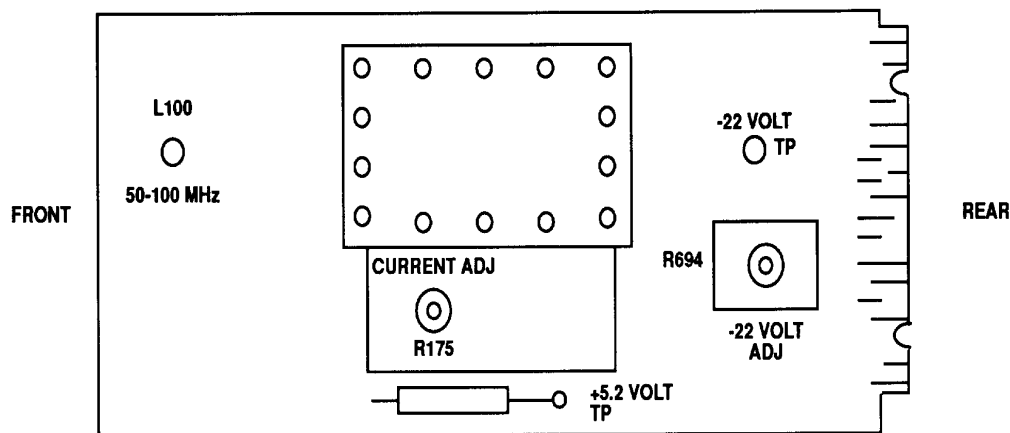 L100
50-100 MHz
FRONT
CURRENT ADJ
R175
+5.2 VOLT
TP
-22 VOLT
TP
R694
-22 VOLT
ADJ
REAR